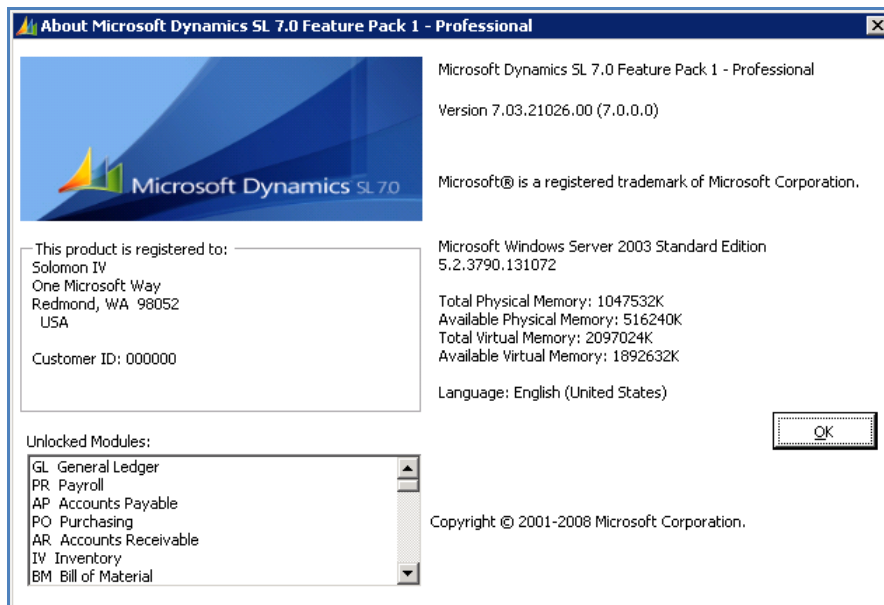 About Microsoft Dynamics SL 7.0 Feature Pack 1 - Professional
Microsoft Dynamics SL 7.0
Microsoft Dynamics SL 7.0 Feature Pack 1 - Professional
Version 7.03.21026.00 (7.0.0.0)
Microsoft® is a registered trademark of Microsoft Corporation.
This product is registered to:
Solomon IV
One Microsoft Way
Redmond, WA  98052
USA
Customer ID: 000000
Microsoft Windows Server 2003 Standard Edition
5.2.3790.131072
Total Physical Memory: 1047532K
Available Physical Memory: 516240K
Total Virtual Memory: 2097024K
Available Virtual Memory: 1892632K
Language: English (United States)
OK
Unlocked Modules:
GL  General Ledger
PR  Payroll
AP  Accounts Payable
PO  Purchasing
AR  Accounts Receivable
IV  Inventory
BM  Bill of Material
Copyright © 2001-2008 Microsoft Corporation.